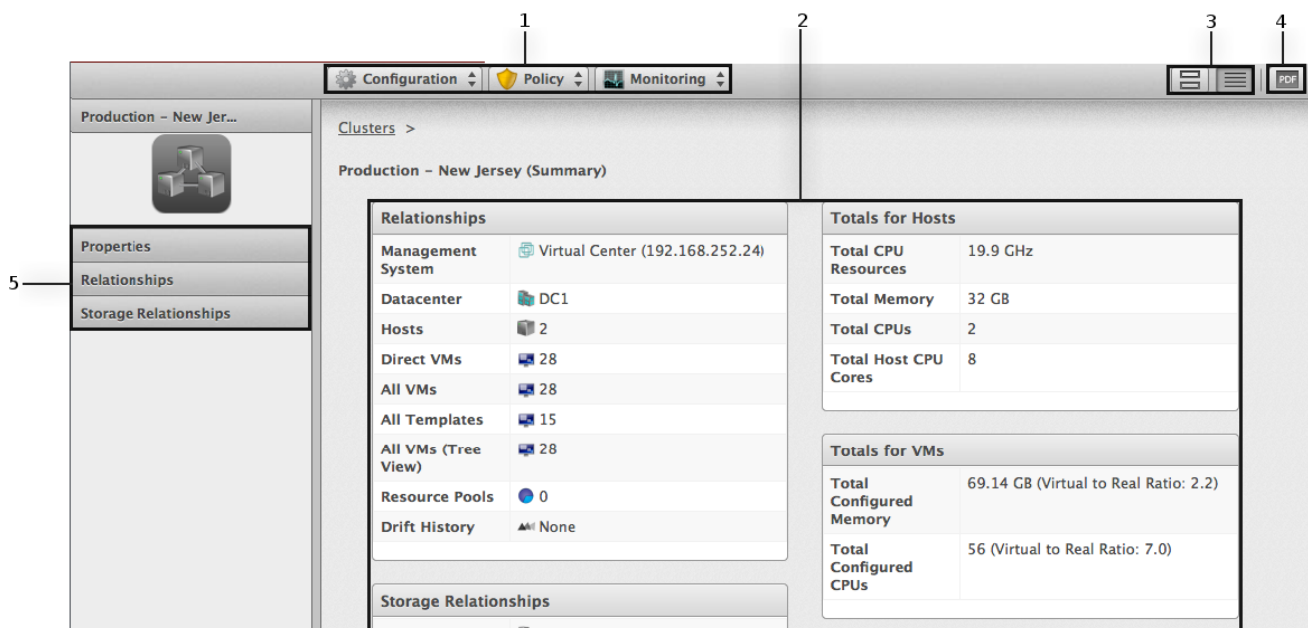 1
2
3
4
Configuration
Policy
Monitoring
PDF
Production - New Jer...
Clusters >
Production - New Jersey (Summary)
5
Properties
Relationships
Storage Relationships
Relationships
Management System
Virtual Center (192.168.252.24)
Datacenter
DC1
Hosts
2
Direct VMs
28
All VMs
28
All Templates
15
All VMs (Tree View)
28
Resource Pools
0
Drift History
None
Storage Relationships
Totals for Hosts
Total CPU Resources
19.9 GHz
Total Memory
32 GB
Total CPUs
2
Total Host CPU Cores
8
Totals for VMs
Total Configured Memory
69.14 GB (Virtual to Real Ratio: 2.2)
Total Configured CPUs
56 (Virtual to Real Ratio: 7.0)